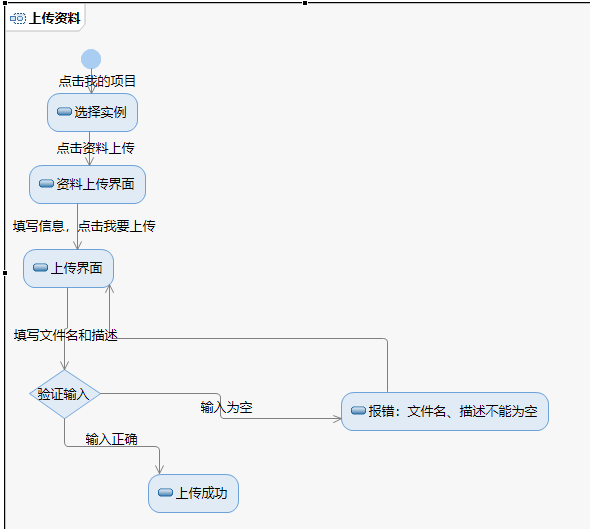 上传资料
点击我的项目
选择实例
点击资料上传
资料上传界面
填写信息，点击我要上传
上传界面
填写文件名和描述
验证输入
输入为空
报错：文件名、描述不能为空
输入正确
上传成功